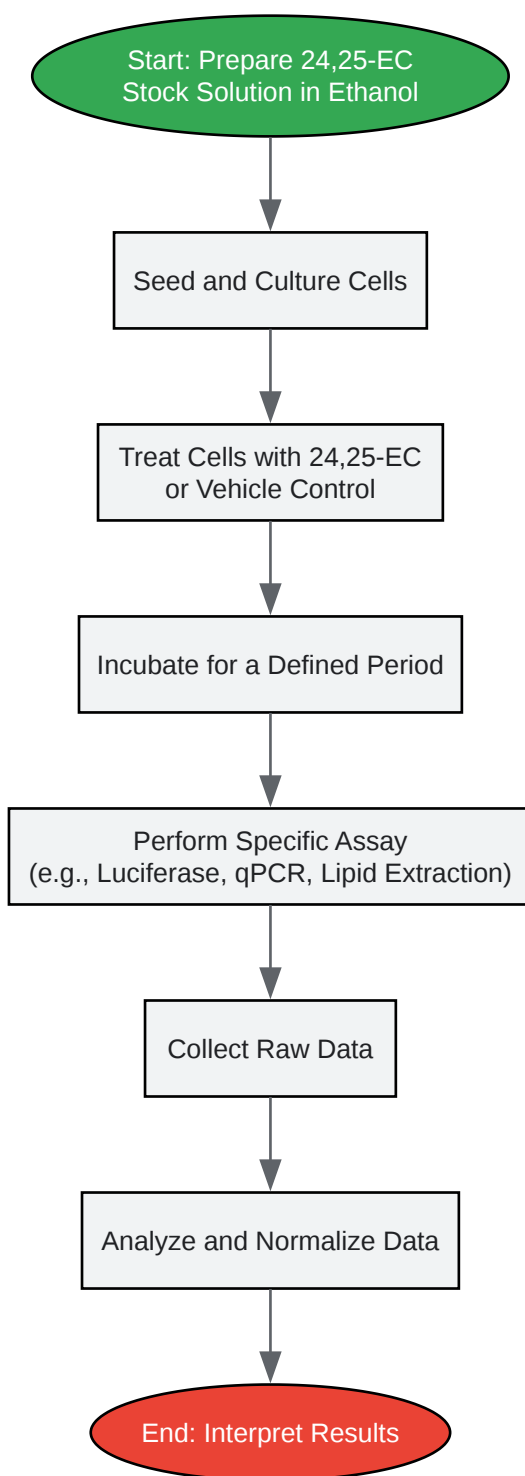 Start: Prepare 24,25-EC
Stock Solution in Ethanol
Seed and Culture Cells
Treat Cells with 24,25-EC
or Vehicle Control
Incubate for a Defined Period
Perform Specific Assay
(e.g., Luciferase, qPCR, Lipid Extraction)
Collect Raw Data
Analyze and Normalize Data
End: Interpret Results